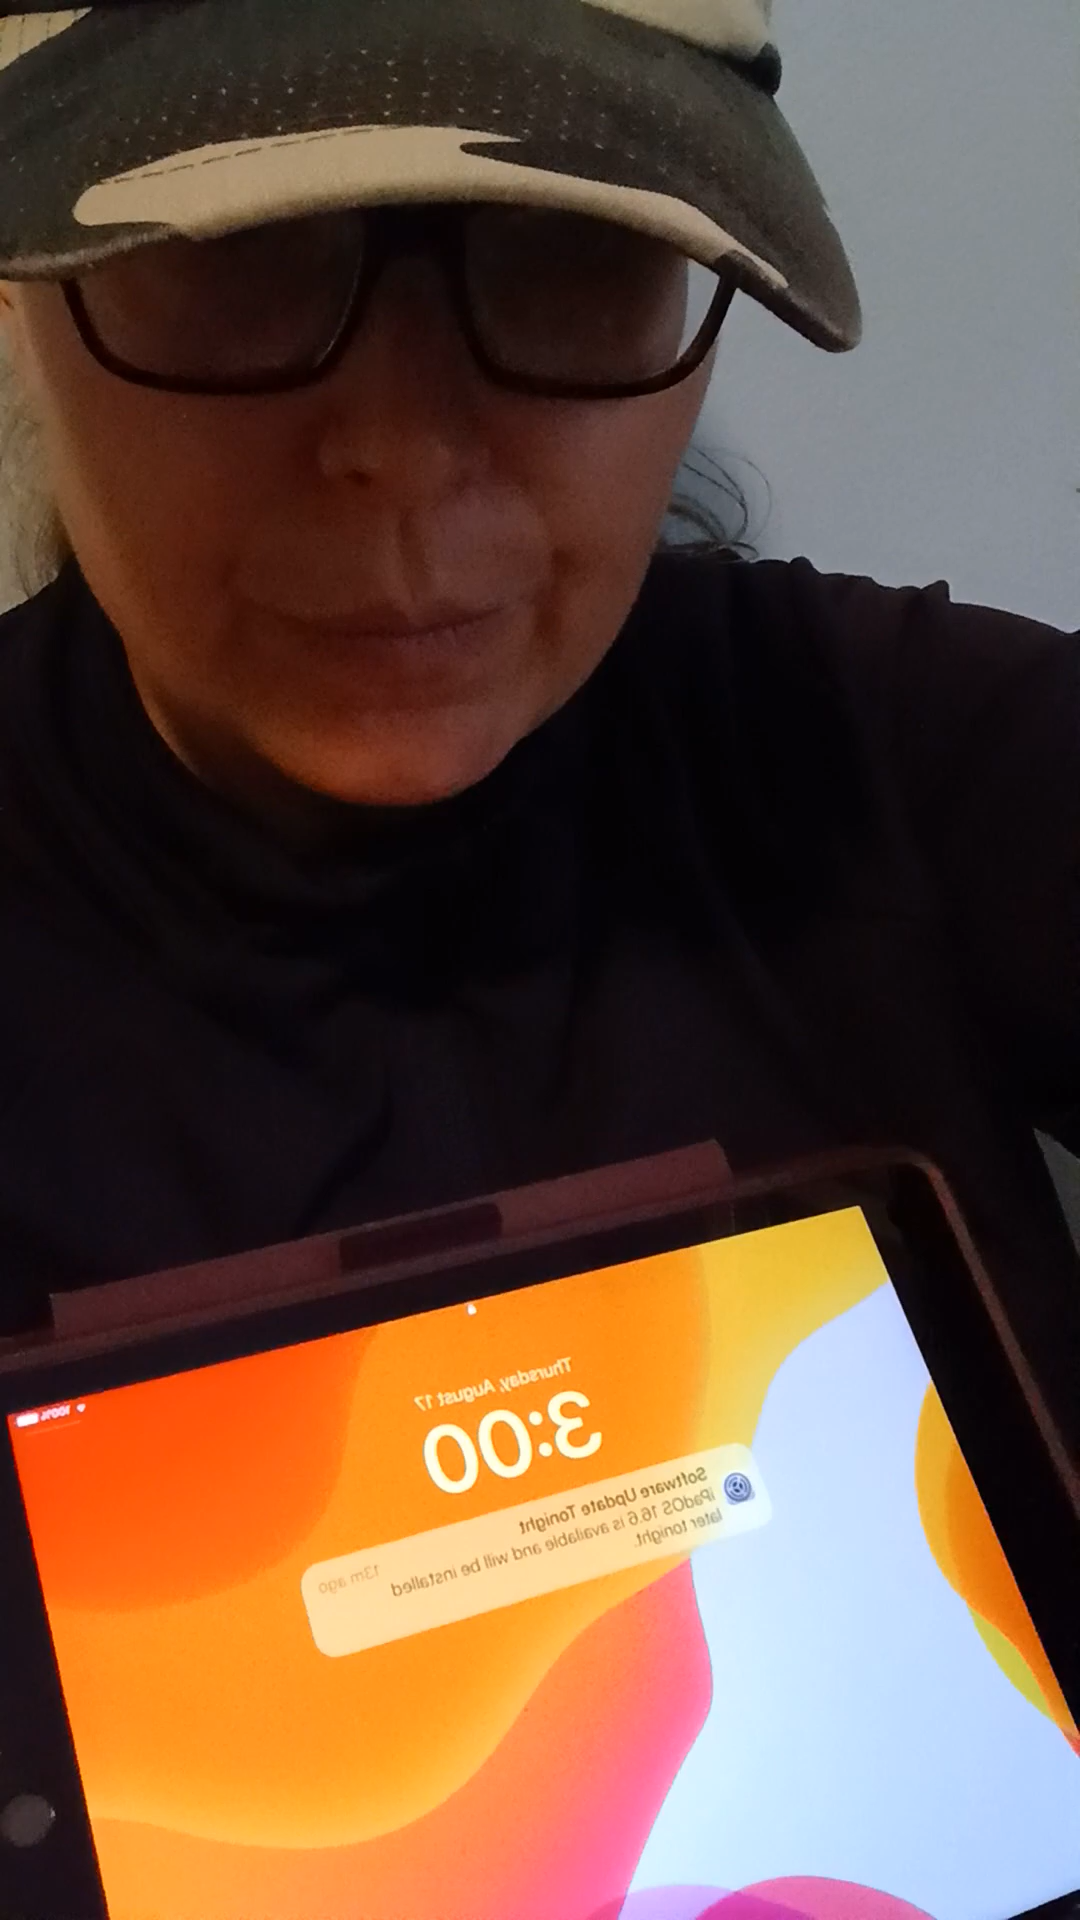 100%
Thursday, August 17
3:00
Software Update Tonight
13m ago
iPadOS 16.6 is available and will be installed
later tonight.